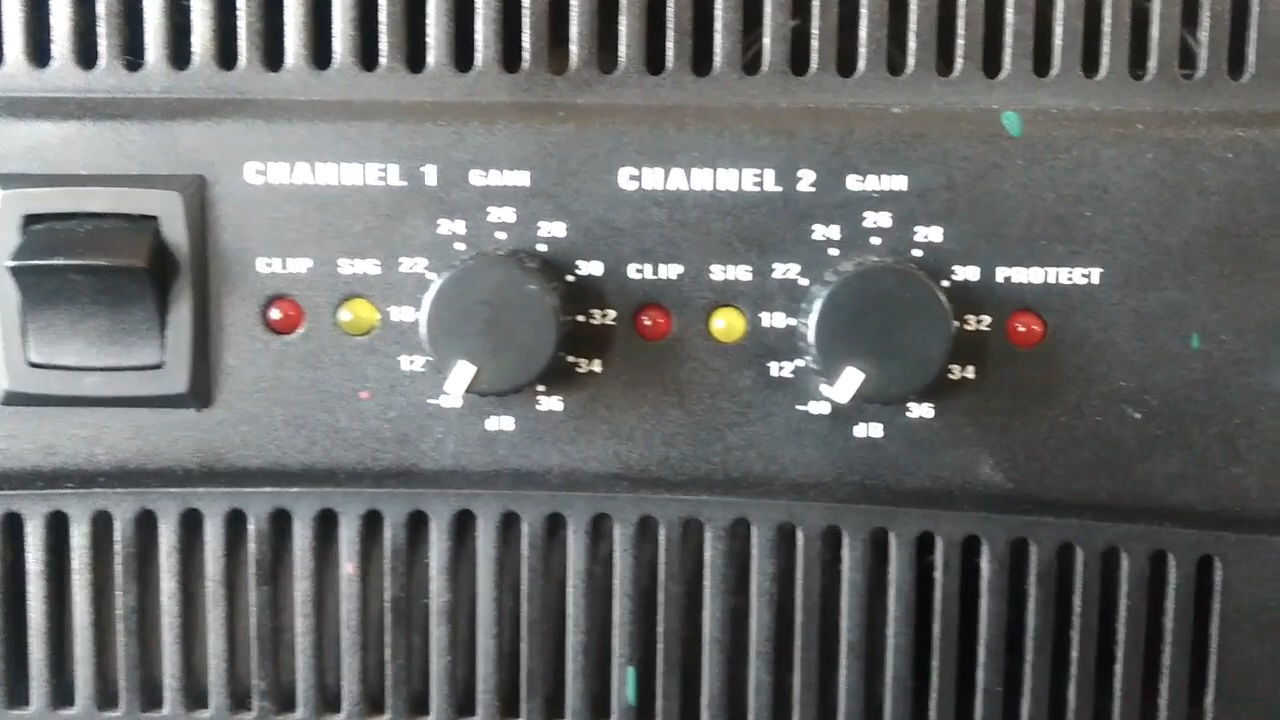 CHANNEL 1 GAIN
24 26 28
CLIP SIG 22 30
18 32
12 34
-∞ 36
dB
CHANNEL 2 GAIN
24 26 28
CLIP SIG 22 30 PROTECT
18 32
12 34
-∞ 36
dB